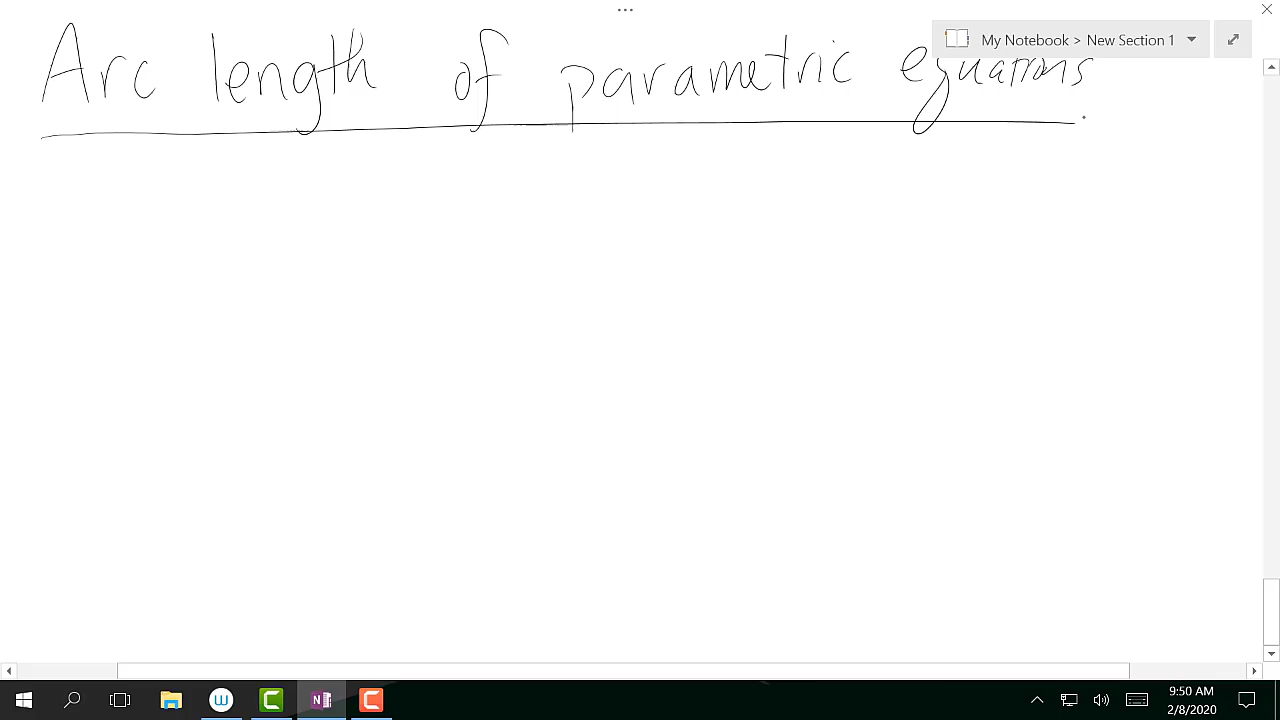 My Notebook > New Section 1
Arc length of parametric equations
9:50 AM
2/8/2020